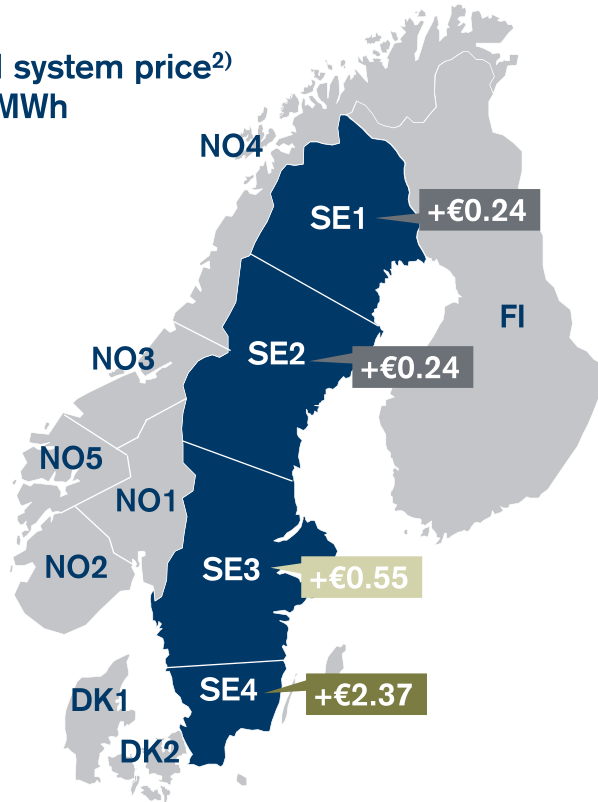 system price2)
MWh
NO4
SE1
+€0.24
FI
SE2
+€0.24
NO3
NO5
NO1
NO2
SE3
+€0.55
SE4
+€2.37
DK1
DK2